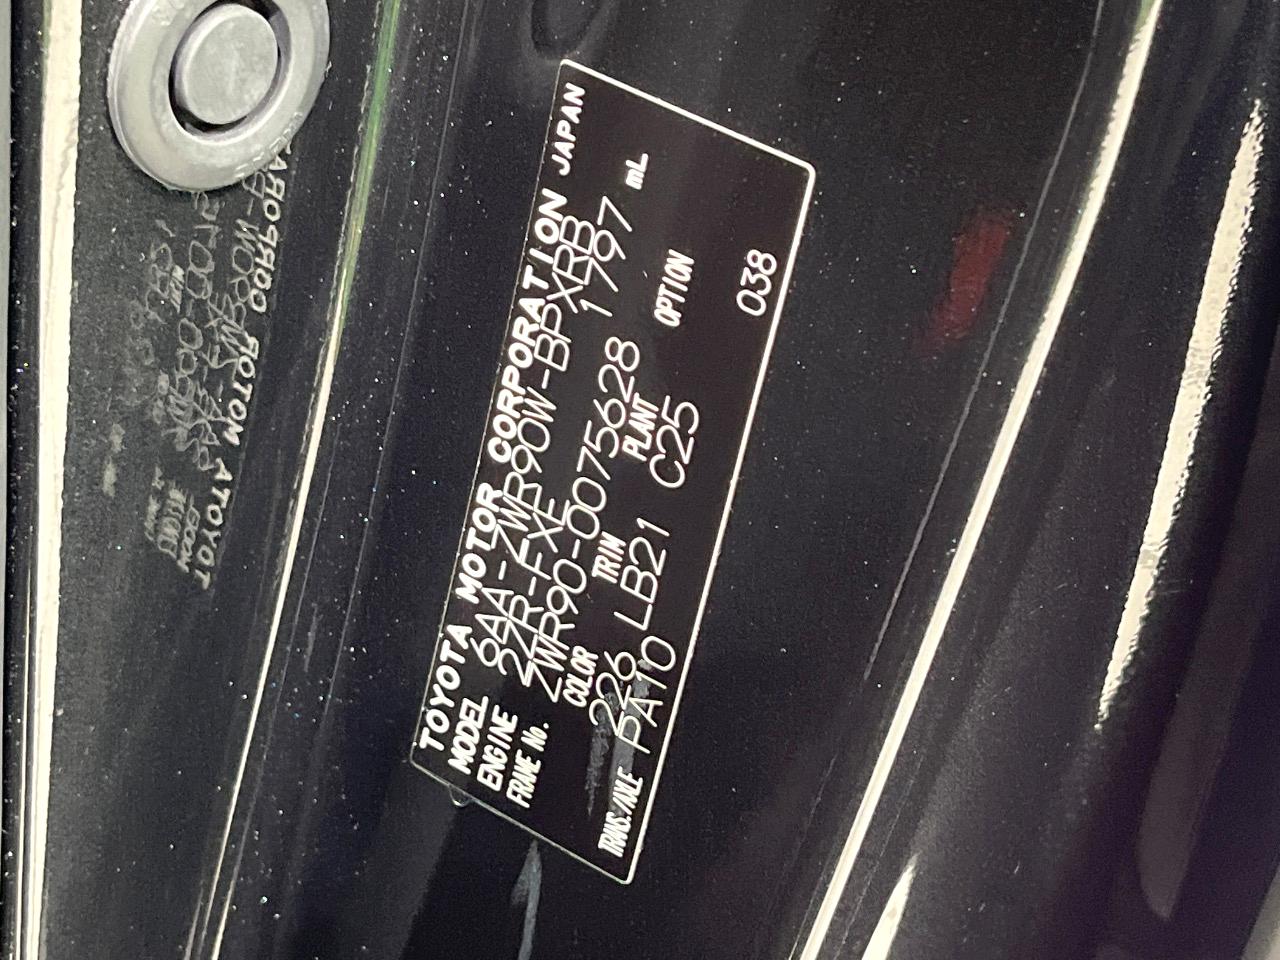 TOYOTA MOTOR CORPORATION JAPAN
MODEL 6AA-ZWR90W-BPXRB
ENGINE 2ZR-FXE 1797 mL
FRAME No. ZWR90-0075628
COLOR TRIM PLANT OPTION
226 LB21 C25
TRANS./AXLE PA10 038